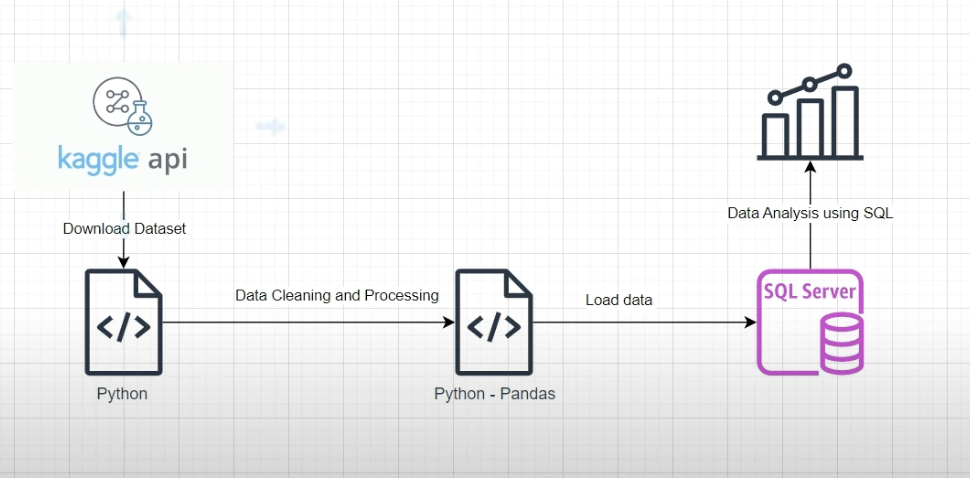 kaggle api
Download Dataset
Data Cleaning and Processing
Load data
Data Analysis using SQL
SQL Server
</>
</>
Python
Python - Pandas